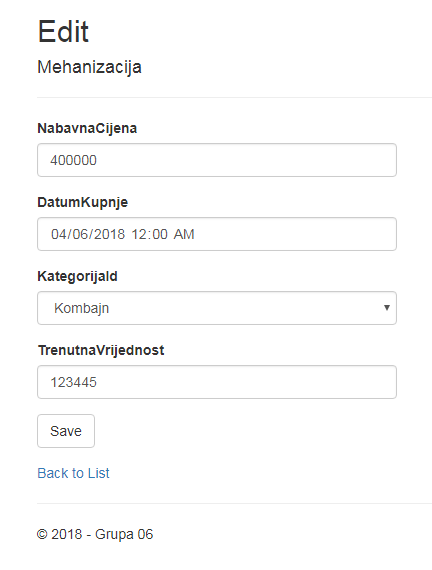 Edit
Mehanizacija
NabavnaCijena
400000
DatumKupnje
04/06/2018 12:00 AM
KategorijaId
Kombajn
TrenutnaVrijednost
123445
Save
Back to List
© 2018 - Grupa 06